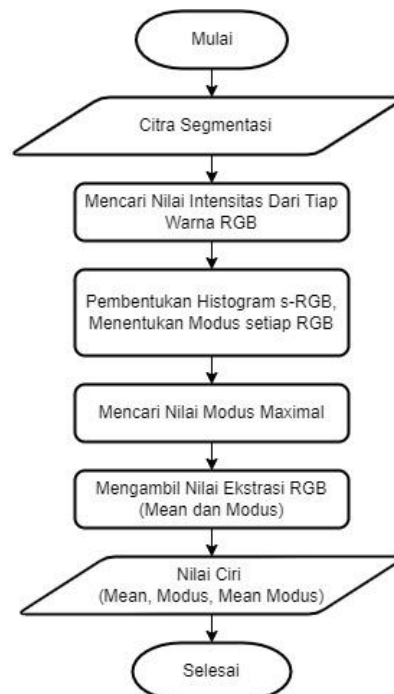 Mulai
Citra Segmentasi
Mencari Nilai Intensitas Dari Tiap
Warna RGB
Pembentukan Histogram s-RGB,
Menentukan Modus setiap RGB
Mencari Nilai Modus Maximal
Mengambil Nilai Ekstrasi RGB
(Mean dan Modus)
Nilai Ciri
(Mean, Modus, Mean Modus)
Selesai